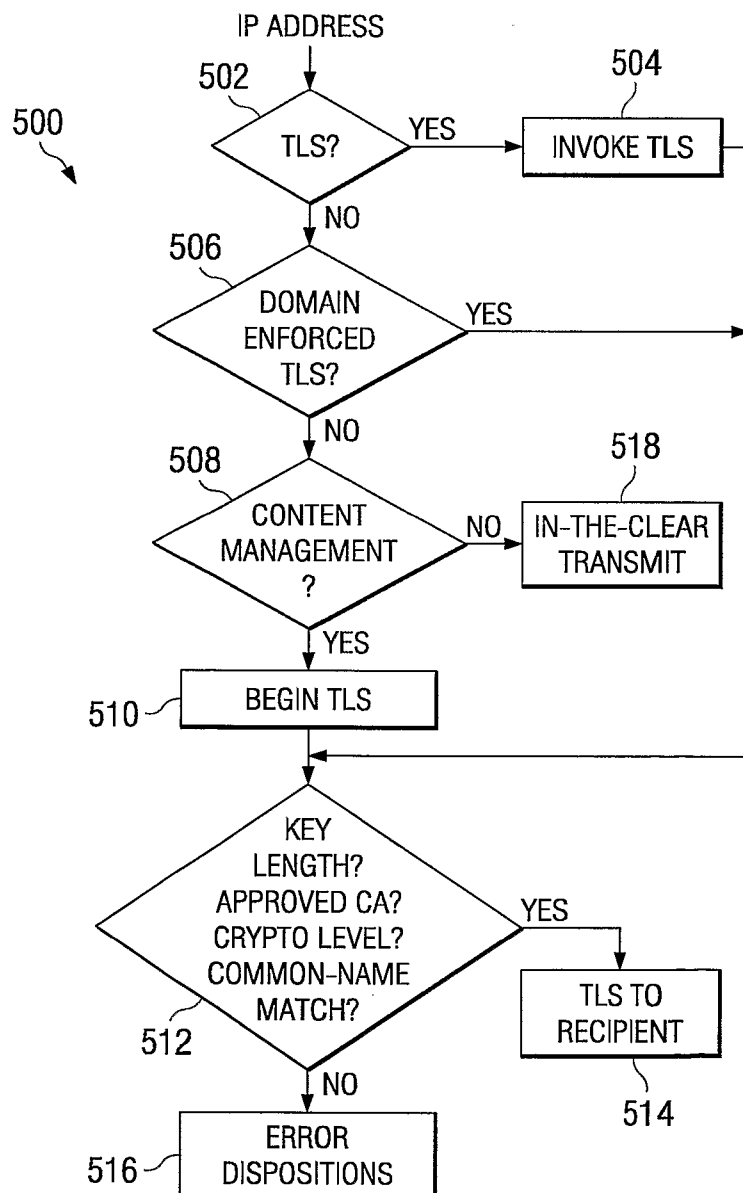 IP ADDRESS
500
502
TLS?
YES
504
INVOKE TLS
NO
506
DOMAIN
ENFORCED
TLS?
YES
NO
508
CONTENT
MANAGEMENT
?
NO
518
IN-THE-CLEAR
TRANSMIT
YES
510
BEGIN TLS
KEY
LENGTH?
APPROVED CA?
CRYPTO LEVEL?
COMMON-NAME
MATCH?
512
YES
TLS TO
RECIPIENT
514
NO
516
ERROR
DISPOSITIONS